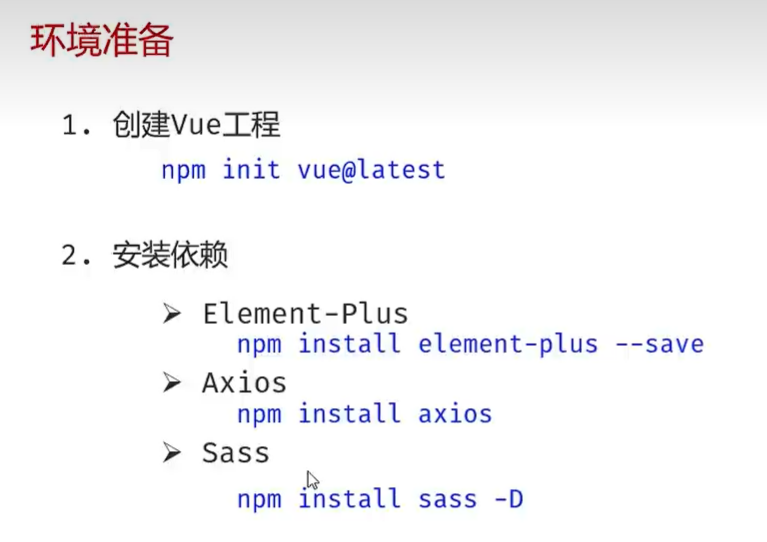 环境准备
1. 创建Vue工程
npm init vue@latest
2. 安装依赖
➢ Element-Plus
npm install element-plus --save
➢ Axios
npm install axios
➢ Sass
npm install sass -D